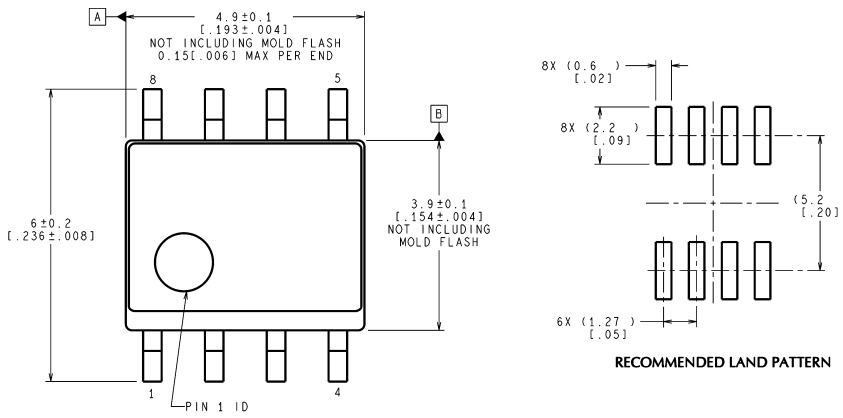 A
4.9±0.1
[.193±.004]
NOT INCLUDING MOLD FLASH
0.15[.006] MAX PER END
8
5
B
6±0.2
[.236±.008]
3.9±0.1
[.154±.004]
NOT INCLUDING
MOLD FLASH
1
4
PIN 1 ID
8X (0.6 )
[.02]
8X (2.2 )
[.09]
(5.2
[.20]
6X (1.27 )
[.05]
RECOMMENDED LAND PATTERN